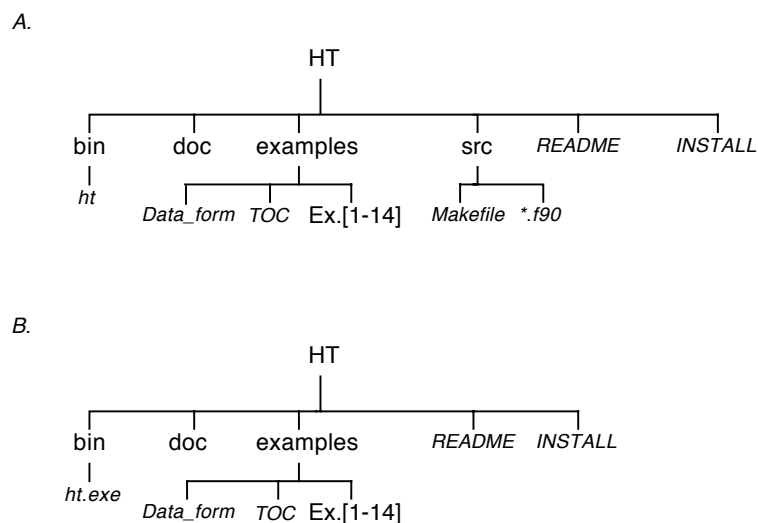 A.
HT
bin doc examples src README INSTALL
ht
Data_form TOC Ex.[1-14] Makefile *.f90
B.
HT
bin doc examples README INSTALL
ht.exe
Data_form TOC Ex.[1-14]